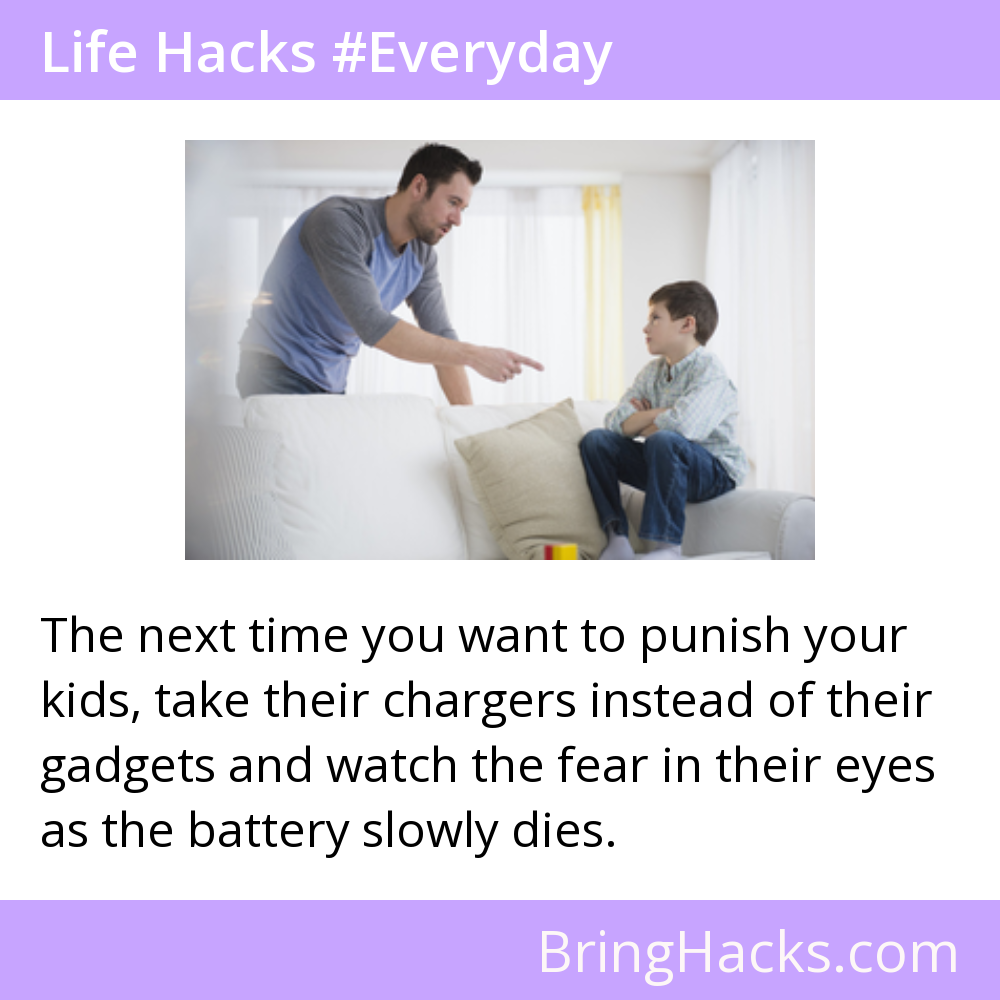 Life Hacks #Everyday
The next time you want to punish your
kids, take their chargers instead of their
gadgets and watch the fear in their eyes
as the battery slowly dies.
BringHacks.com